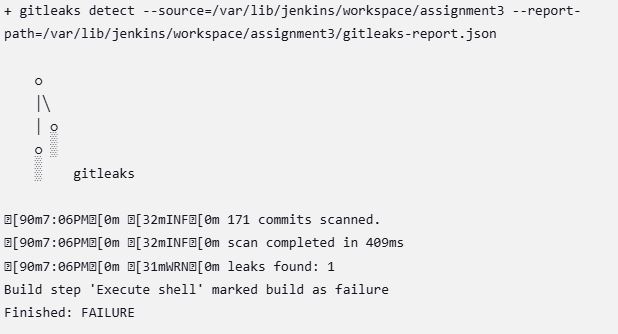 + gitleaks detect --source=/var/lib/jenkins/workspace/assignment3 --report-
path=/var/lib/jenkins/workspace/assignment3/gitleaks-report.json
    o
    |\
    | o
    o ░
    ░    gitleaks
␛[90m7:06PM␛[0m ␛[32mINF␛[0m 171 commits scanned.
␛[90m7:06PM␛[0m ␛[32mINF␛[0m scan completed in 409ms
␛[90m7:06PM␛[0m ␛[31mWRN␛[0m leaks found: 1
Build step 'Execute shell' marked build as failure
Finished: FAILURE